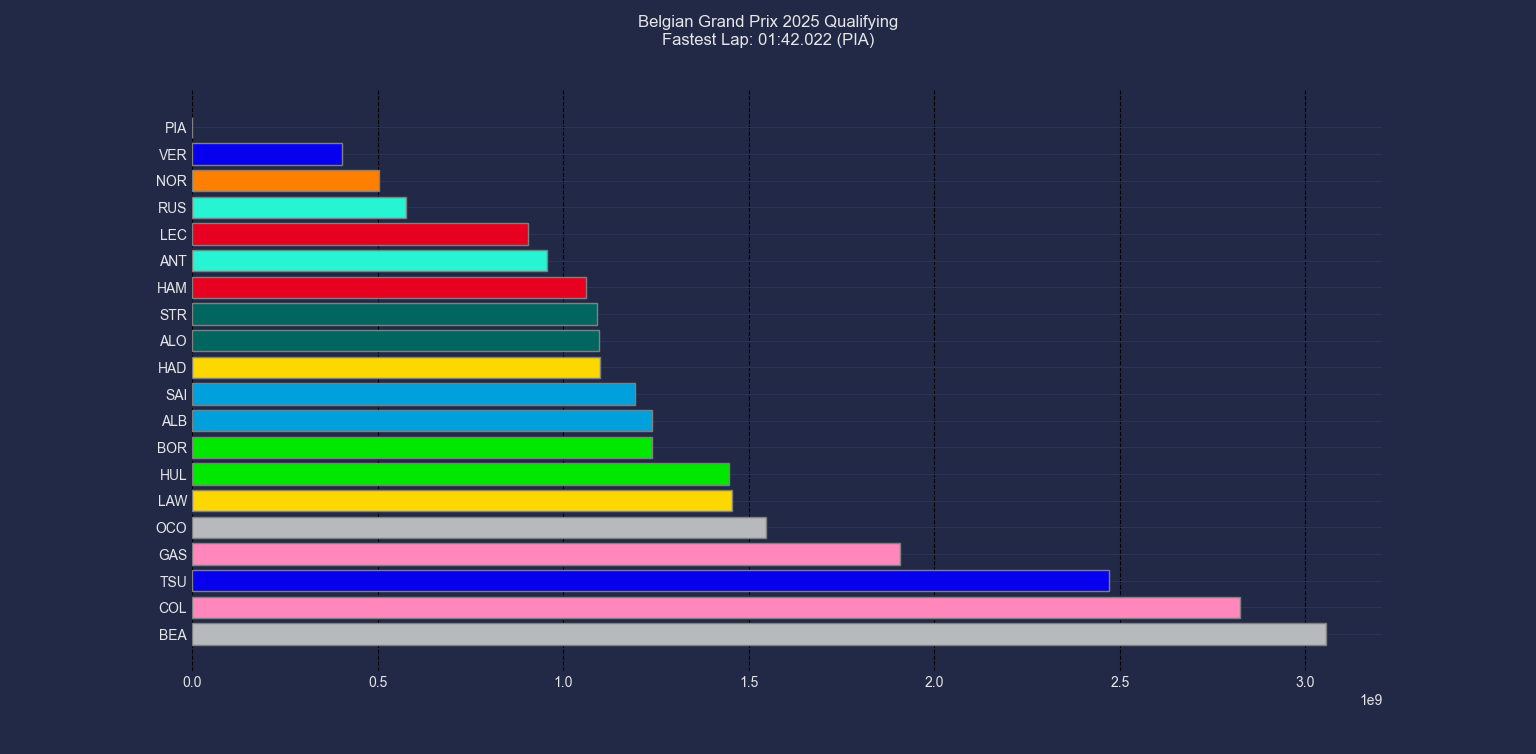 Belgian Grand Prix 2025 Qualifying
Fastest Lap: 01:42.022 (PIA)
PIA
VER
NOR
RUS
LEC
ANT
HAM
STR
ALO
HAD
SAI
ALB
BOR
HUL
LAW
OCO
GAS
TSU
COL
BEA
0.0 0.5 1.0 1.5 2.0 2.5 3.0
1e9